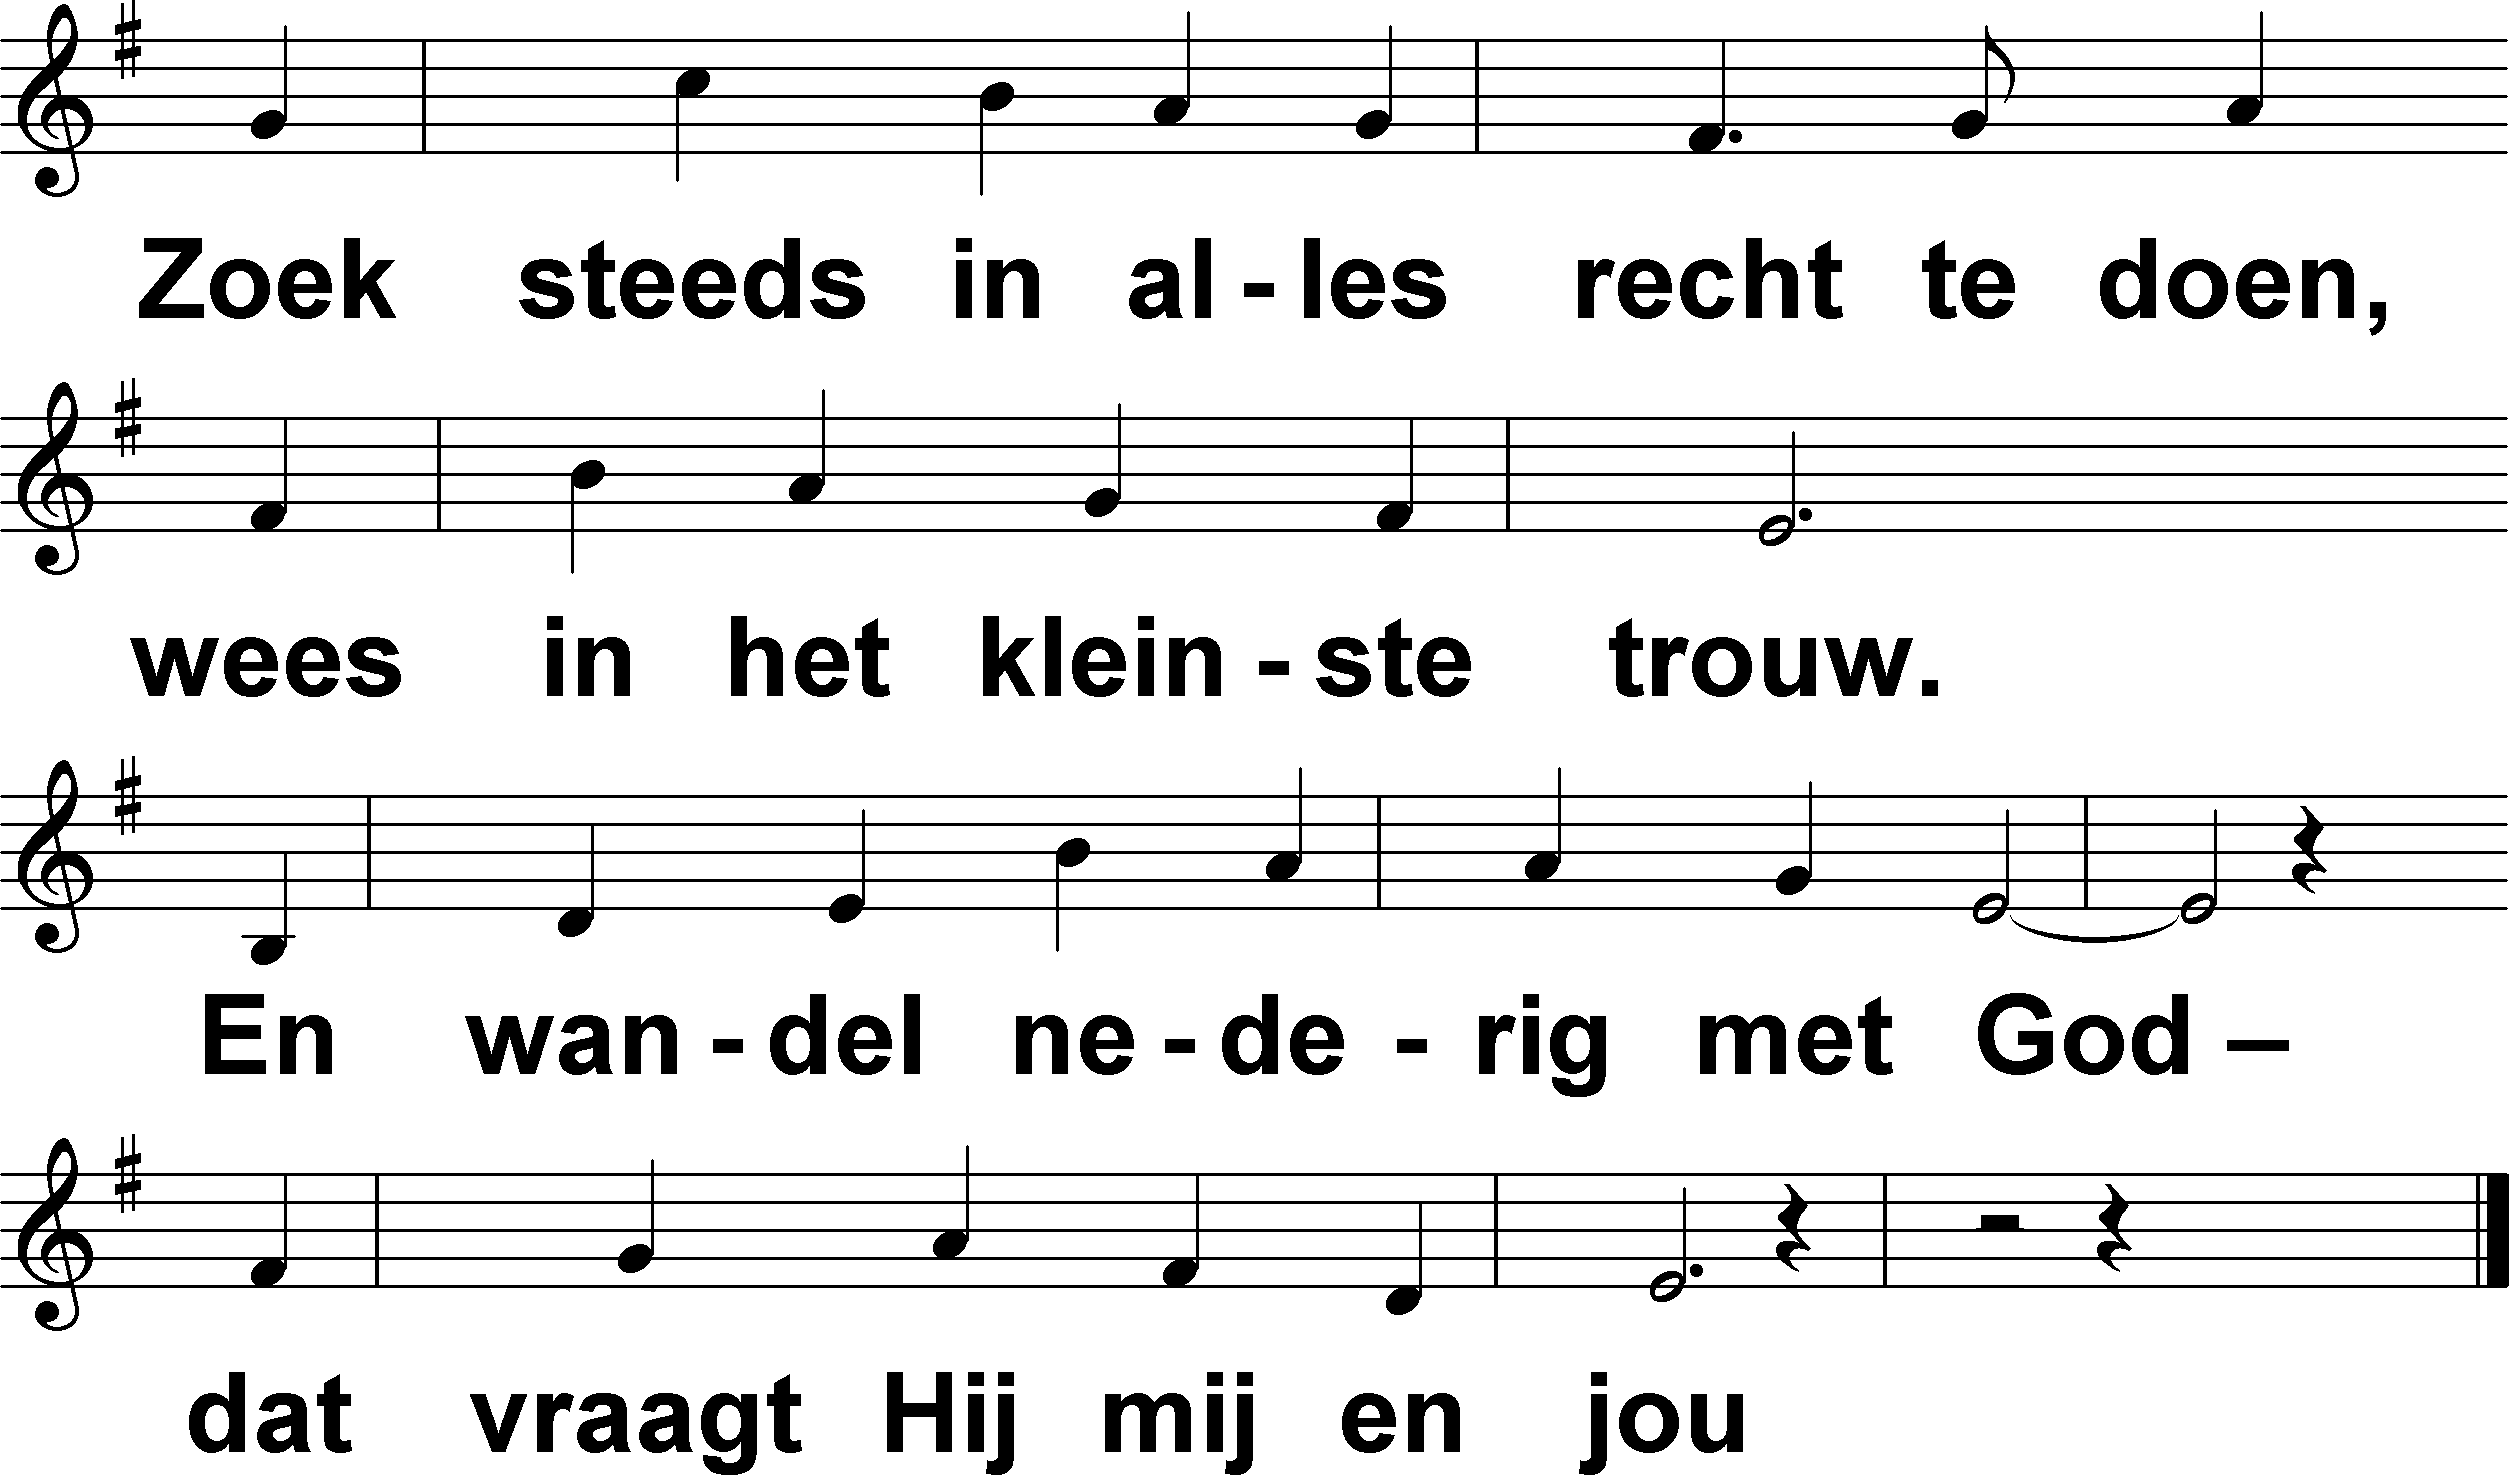 Zoek steeds in al - les recht te doen,
wees in het klein - ste trouw.
En wan - del ne - de - rig met God –
dat vraagt Hij mij en jou